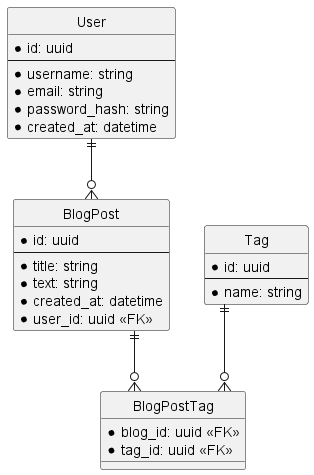 User
id: uuid
username: string
email: string
password_hash: string
created_at: datetime
BlogPost
id: uuid
title: string
text: string
created_at: datetime
user_id: uuid «FK»
Tag
id: uuid
name: string
BlogPostTag
blog_id: uuid «FK»
tag_id: uuid «FK»